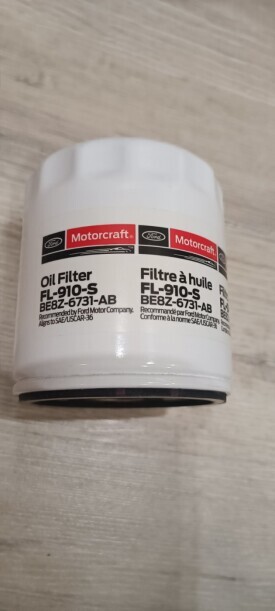 Ford Motorcraft® Ford Motorcraft
Oil Filter
FL-910-S
BE8Z-6731-AB
Recommended by Ford Motor Company.
Aligns to SAE/USCAR-36
Filtre à huile
FL-910-S
BE8Z-6731-AB
Recommandé par Ford Motor Company.
Conforme à la norme SAE/USCAR-36